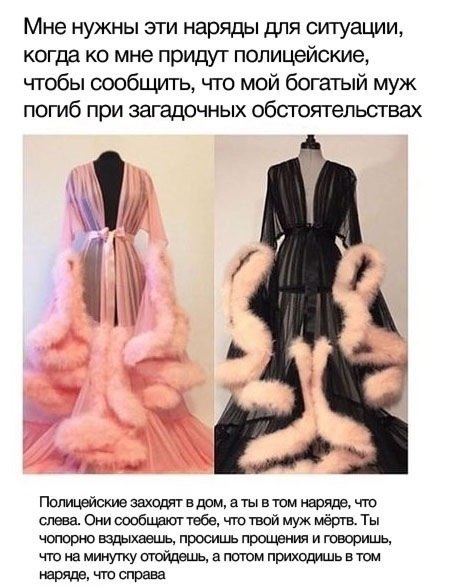 Мне нужны эти наряды для ситуации,
когда ко мне придут полицейские,
чтобы сообщить, что мой богатый муж
погиб при загадочных обстоятельствах
Полицейские заходят в дом, а ты в том наряде, что
слева. Они сообщают тебе, что твой муж мёртв. Ты
чопорно вздыхаешь, просишь прощения и говоришь,
что на минутку отойдешь, а потом приходишь в том
наряде, что справа